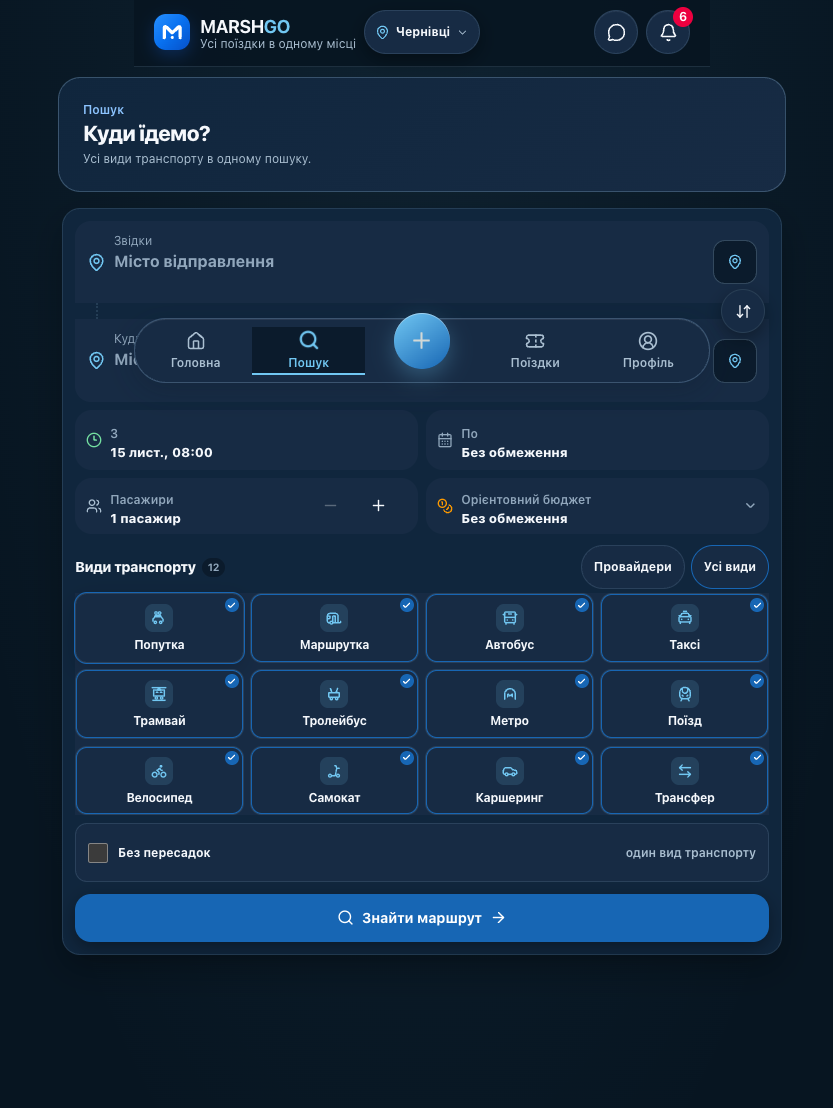 MARSHGO
Усі поїздки в одному місці
Чернівці
6
Пошук
Куди їдемо?
Усі види транспорту в одному пошуку.
Звідки
Місто відправлення
Головна
Пошук
Поїздки
Профіль
З
15 лист., 08:00
По
Без обмеження
Пасажири
1 пасажир
Орієнтовний бюджет
Без обмеження
Види транспорту 12
Провайдери
Усі види
Попутка
Маршрутка
Автобус
Таксі
Трамвай
Тролейбус
Метро
Поїзд
Велосипед
Самокат
Каршеринг
Трансфер
Без пересадок
один вид транспорту
Знайти маршрут